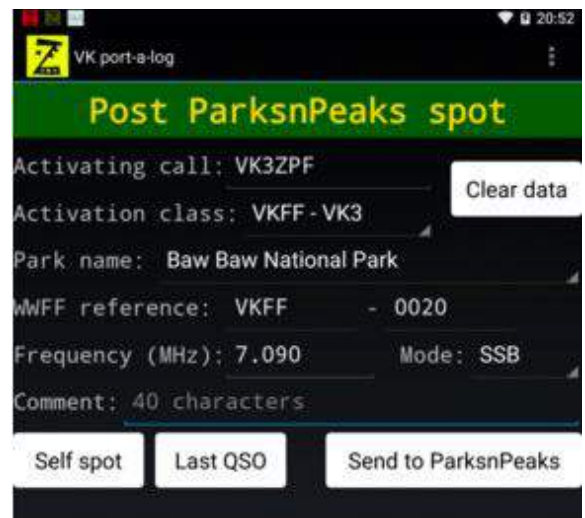 20:52
VK port-a-log
Post ParksnPeaks spot
Activating call: VK3ZPF
Clear data
Activation class: VKFF - VK3
Park name: Baw Baw National Park
WWFF reference: VKFF - 0020
Frequency (MHz): 7.090 Mode: SSB
Comment: 40 characters
Self spot Last QSO Send to ParksnPeaks